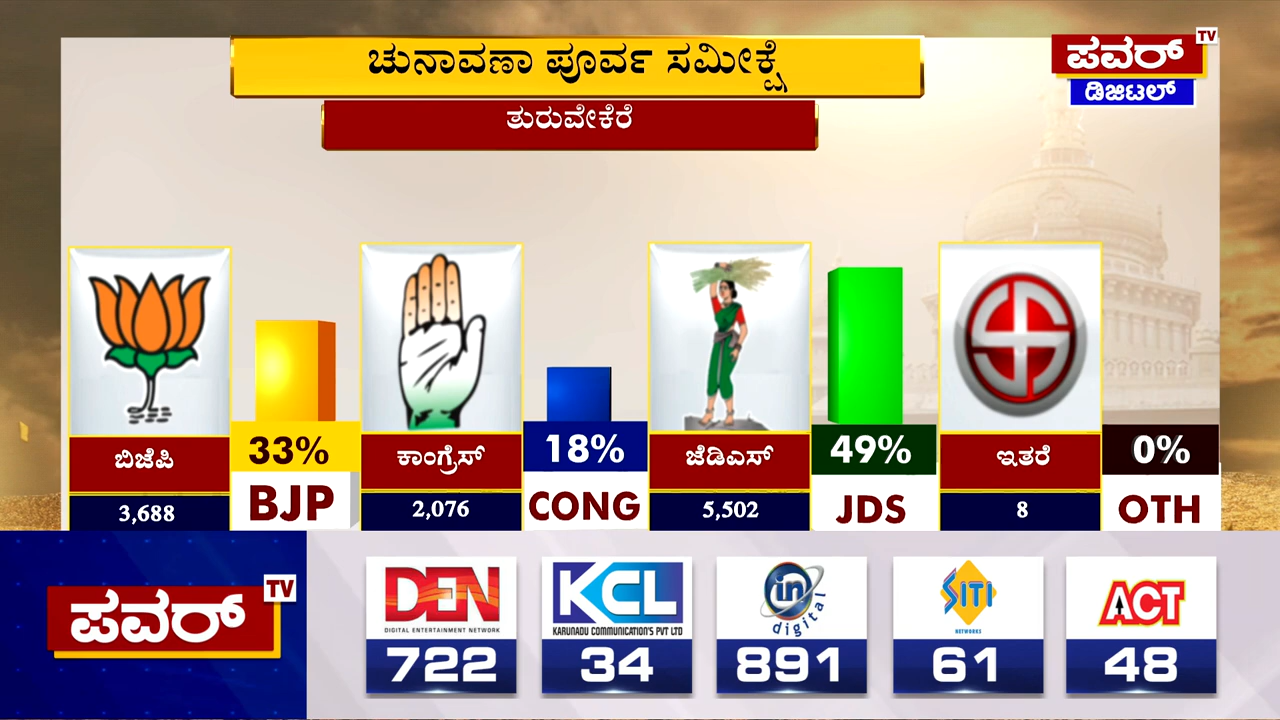 ಚುನಾವಣಾ ಪೂರ್ವ ಸಮೀಕ್ಷೆ
ತುರುವೇಕೆರೆ
ಪವರ್ TV
ಡಿಜಿಟಲ್
ಬಿಜೆಪಿ 33% ಕಾಂಗ್ರೆಸ್ 18% ಜೆಡಿಎಸ್ 49% ಇತರೆ 0%
3,688 BJP 2,076 CONG 5,502 JDS 8 OTH
ಪವರ್ TV
DEN KCL in digital SITI ACT
DIGITAL ENTERTAINMENT NETWORK KARUNADU COMMUNICATION'S PVT LTD NETWORKS
722 34 891 61 48